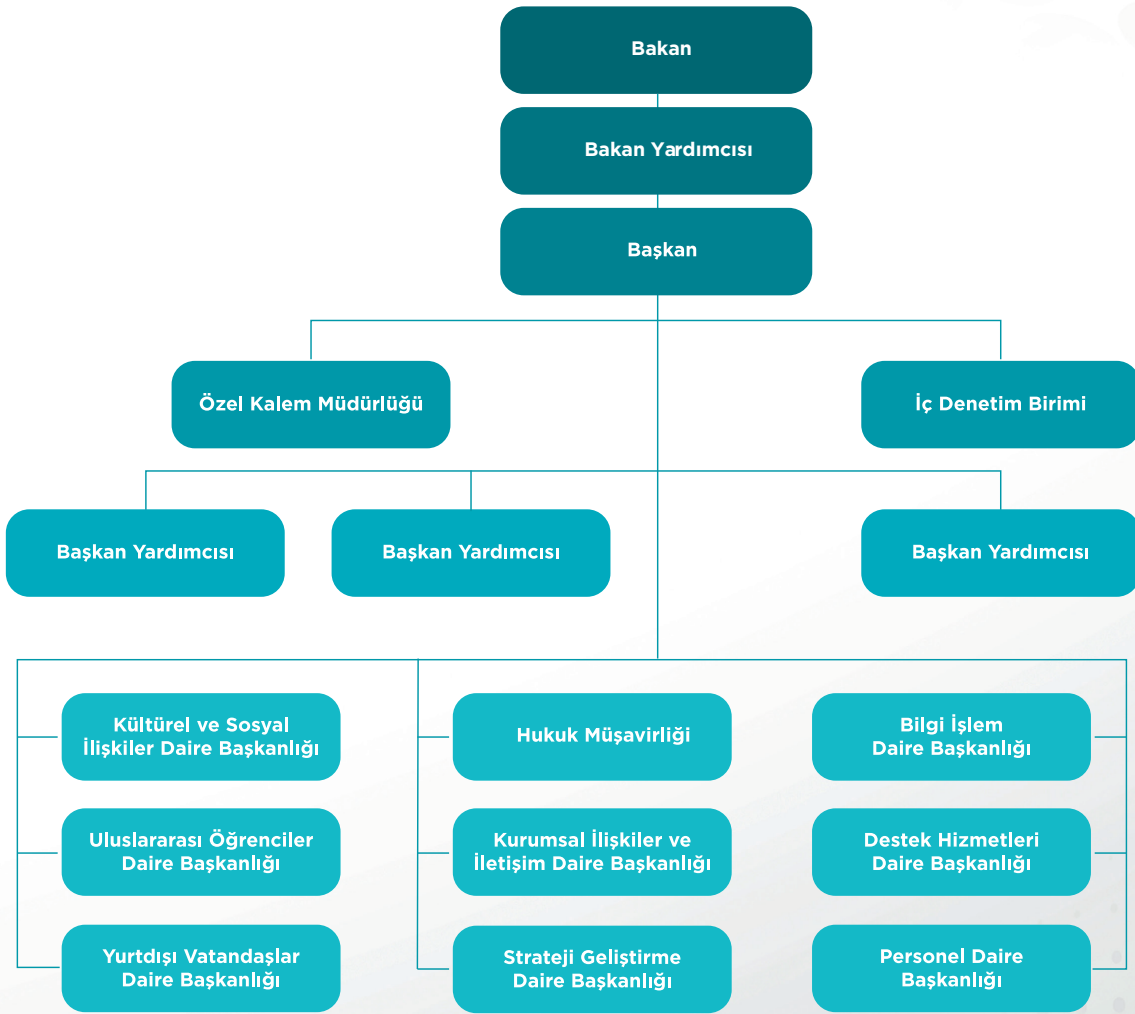 Bakan
Bakan Yardımcısı
Başkan
Özel Kalem Müdürlüğü
İç Denetim Birimi
Başkan Yardımcısı
Başkan Yardımcısı
Başkan Yardımcısı
Kültürel ve Sosyal
İlişkiler Daire Başkanlığı
Hukuk Müşavirliği
Bilgi İşlem
Daire Başkanlığı
Uluslararası Öğrenciler
Daire Başkanlığı
Kurumsal İlişkiler ve
İletişim Daire Başkanlığı
Destek Hizmetleri
Daire Başkanlığı
Yurtdışı Vatandaşlar
Daire Başkanlığı
Strateji Geliştirme
Daire Başkanlığı
Personel Daire
Başkanlığı